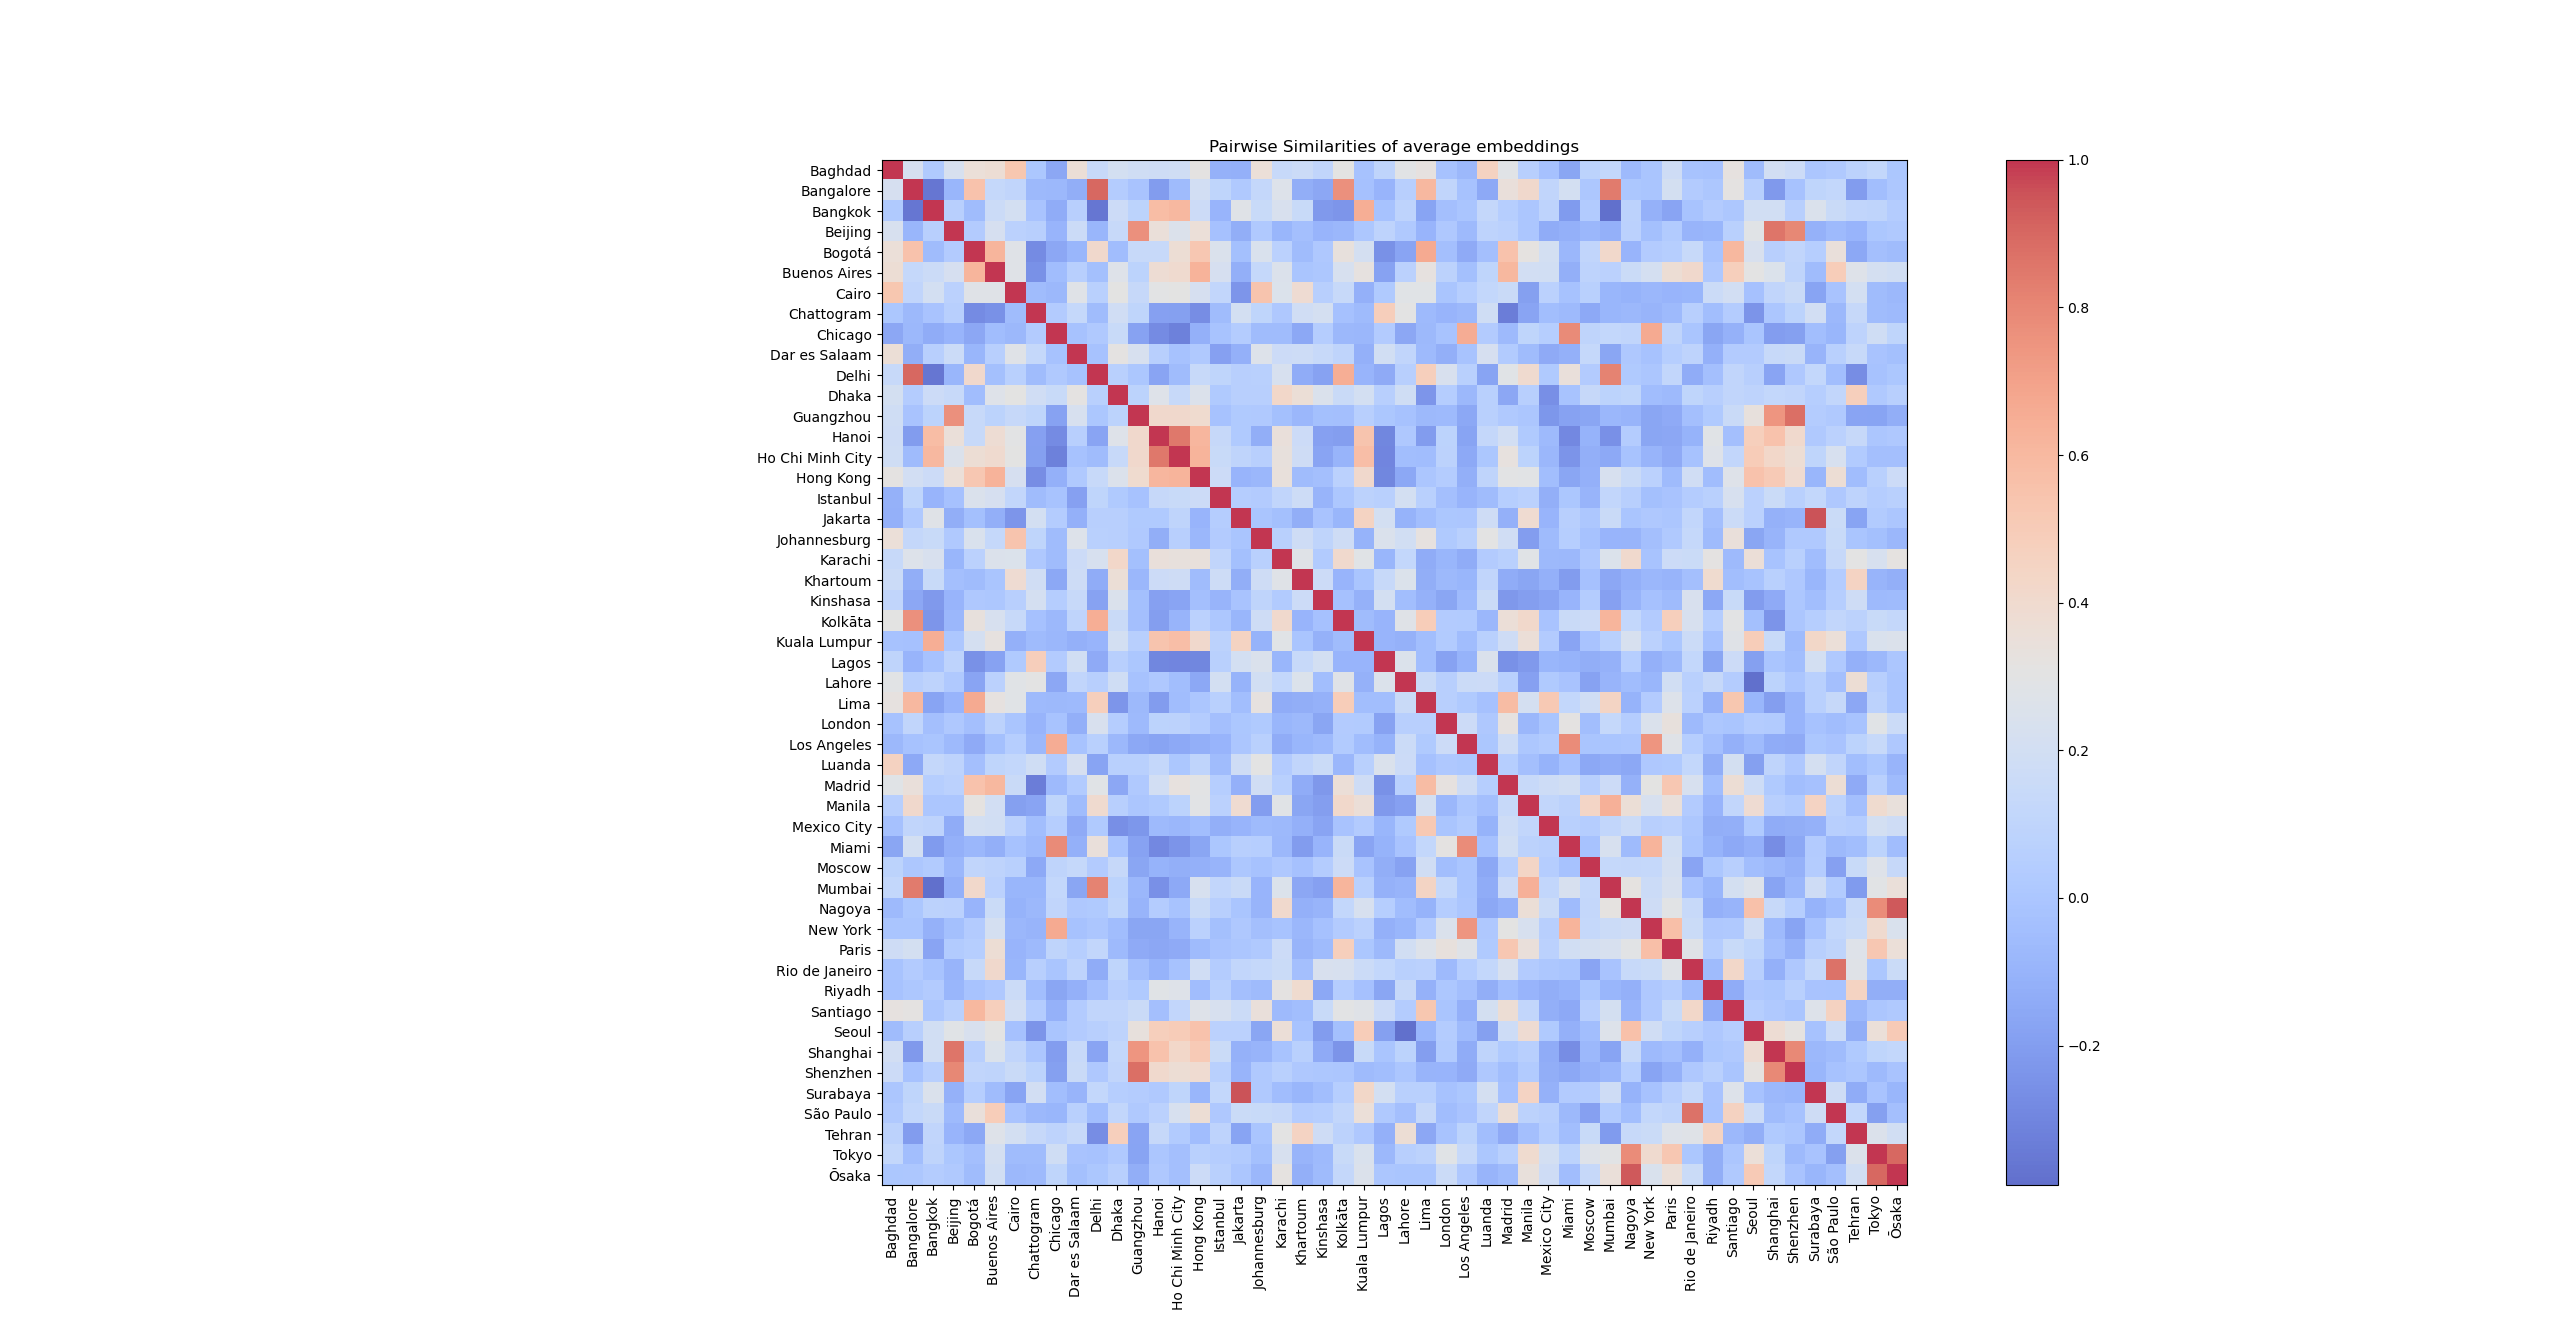 Pairwise Similarities of average embeddings
Baghdad
Bangalore
Bangkok
Beijing
Bogotá
Buenos Aires
Cairo
Chattogram
Chicago
Dar es Salaam
Delhi
Dhaka
Guangzhou
Hanoi
Ho Chi Minh City
Hong Kong
Istanbul
Jakarta
Johannesburg
Karachi
Khartoum
Kinshasa
Kolkāta
Kuala Lumpur
Lagos
Lahore
Lima
London
Los Angeles
Luanda
Madrid
Manila
Mexico City
Miami
Moscow
Mumbai
Nagoya
New York
Paris
Rio de Janeiro
Riyadh
Santiago
Seoul
Shanghai
Shenzhen
Surabaya
São Paulo
Tehran
Tokyo
Ōsaka
Baghdad
Bangalore
Bangkok
Beijing
Bogotá
Buenos Aires
Cairo
Chattogram
Chicago
Dar es Salaam
Delhi
Dhaka
Guangzhou
Hanoi
Ho Chi Minh City
Hong Kong
Istanbul
Jakarta
Johannesburg
Karachi
Khartoum
Kinshasa
Kolkāta
Kuala Lumpur
Lagos
Lahore
Lima
London
Los Angeles
Luanda
Madrid
Manila
Mexico City
Miami
Moscow
Mumbai
Nagoya
New York
Paris
Rio de Janeiro
Riyadh
Santiago
Seoul
Shanghai
Shenzhen
Surabaya
São Paulo
Tehran
Tokyo
Ōsaka
1.0
0.8
0.6
0.4
0.2
0.0
−0.2